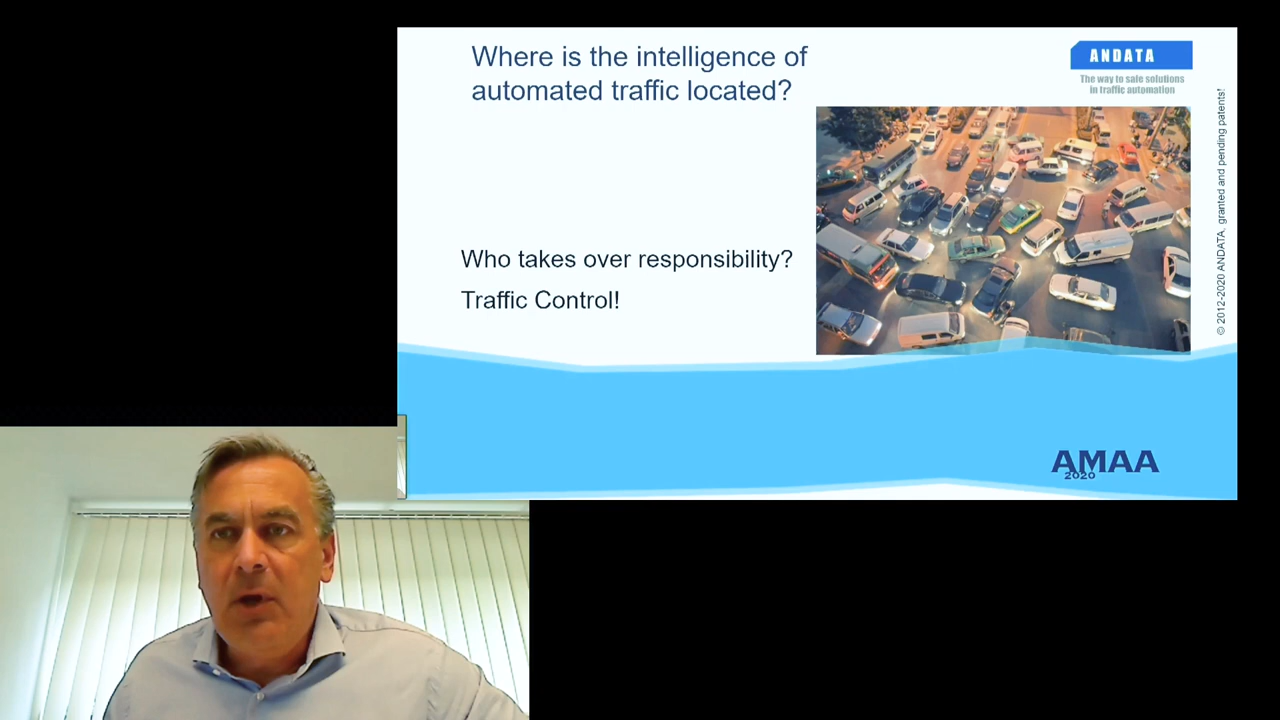 Where is the intelligence of
automated traffic located?
ANDATA
The way to safe solutions
in traffic automation
© 2012-2020 ANDATA. granted and pending patents!
Who takes over responsibility?
Traffic Control!
AMAA
2020